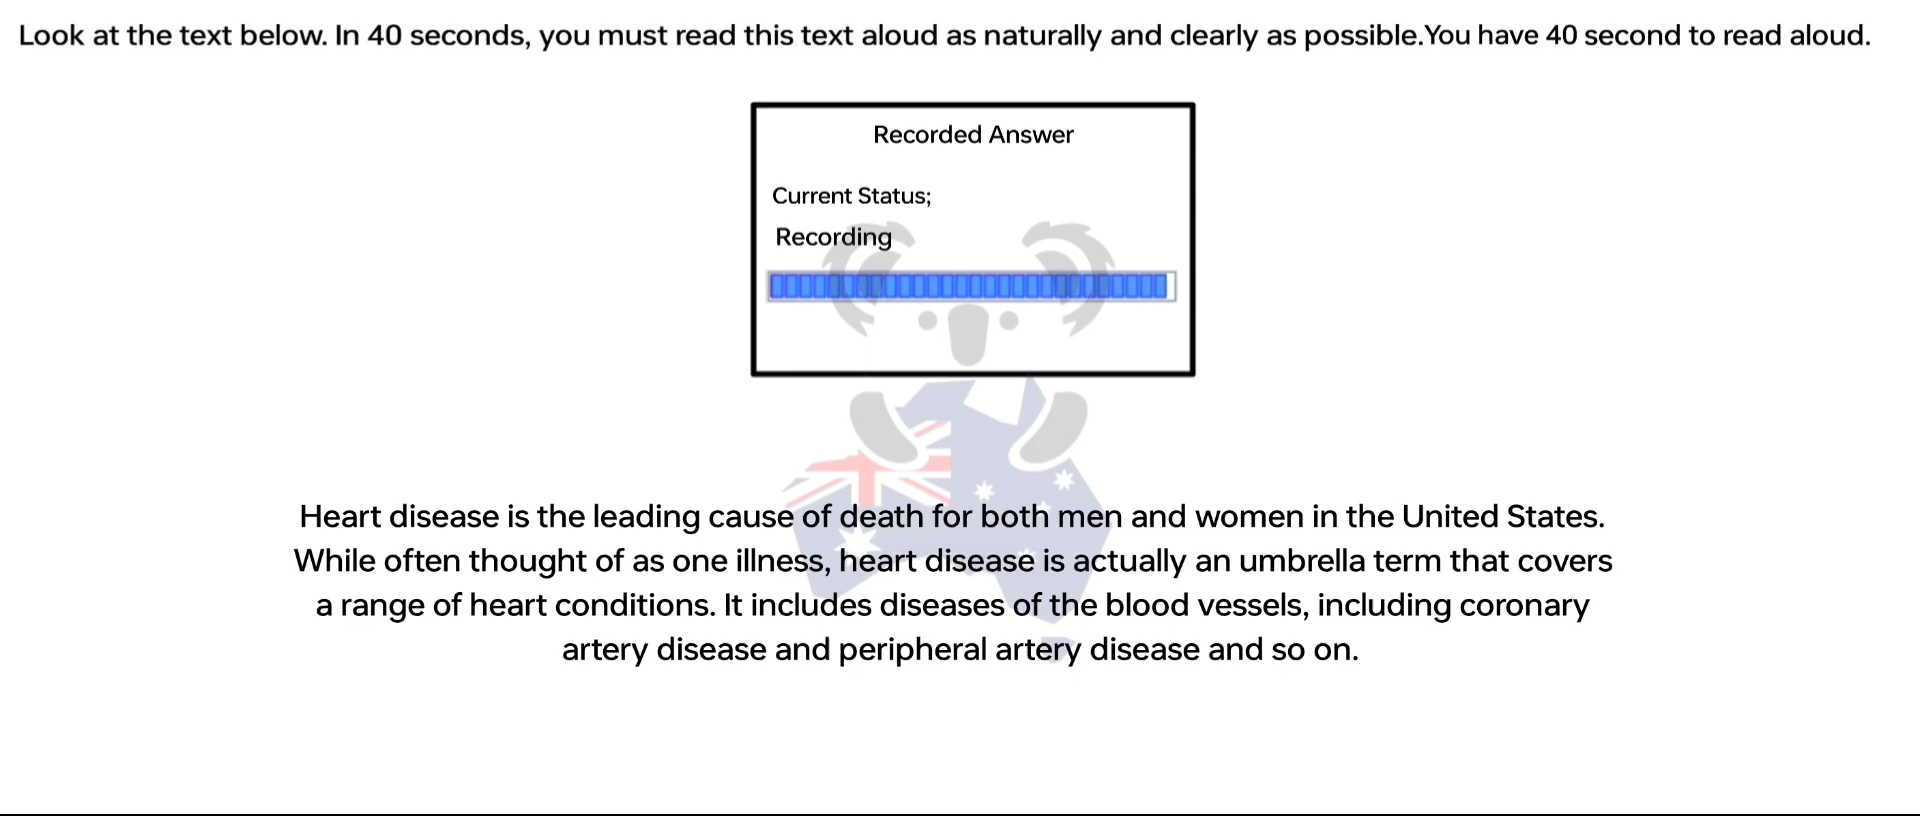 Look at the text below. In 40 seconds, you must read this text aloud as naturally and clearly as possible.You have 40 second to read aloud.
Recorded Answer
Current Status;
Recording
Heart disease is the leading cause of death for both men and women in the United States.
While often thought of as one illness, heart disease is actually an umbrella term that covers
a range of heart conditions. It includes diseases of the blood vessels, including coronary
artery disease and peripheral artery disease and so on.